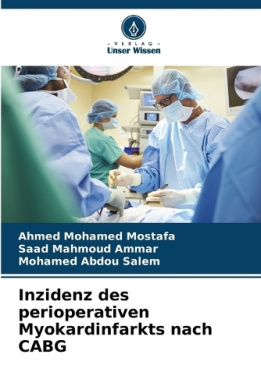 - VERLAG -
Unser Wissen
Ahmed Mohamed Mostafa
Saad Mahmoud Ammar
Mohamed Abdou Salem
Inzidenz des
perioperativen
Myokardinfarkts nach
CABG